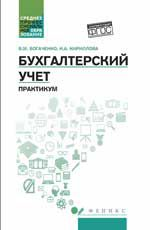 СРЕДНЕЕ
ОБРА
ЗОВАНИЕ
ФГОС
В.М. БОГАЧЕНКО, Н.А. КИРИЛЛОВА
БУХГАЛТЕРСКИЙ
УЧЕТ
ПРАКТИКУМ
ФЕНИКС